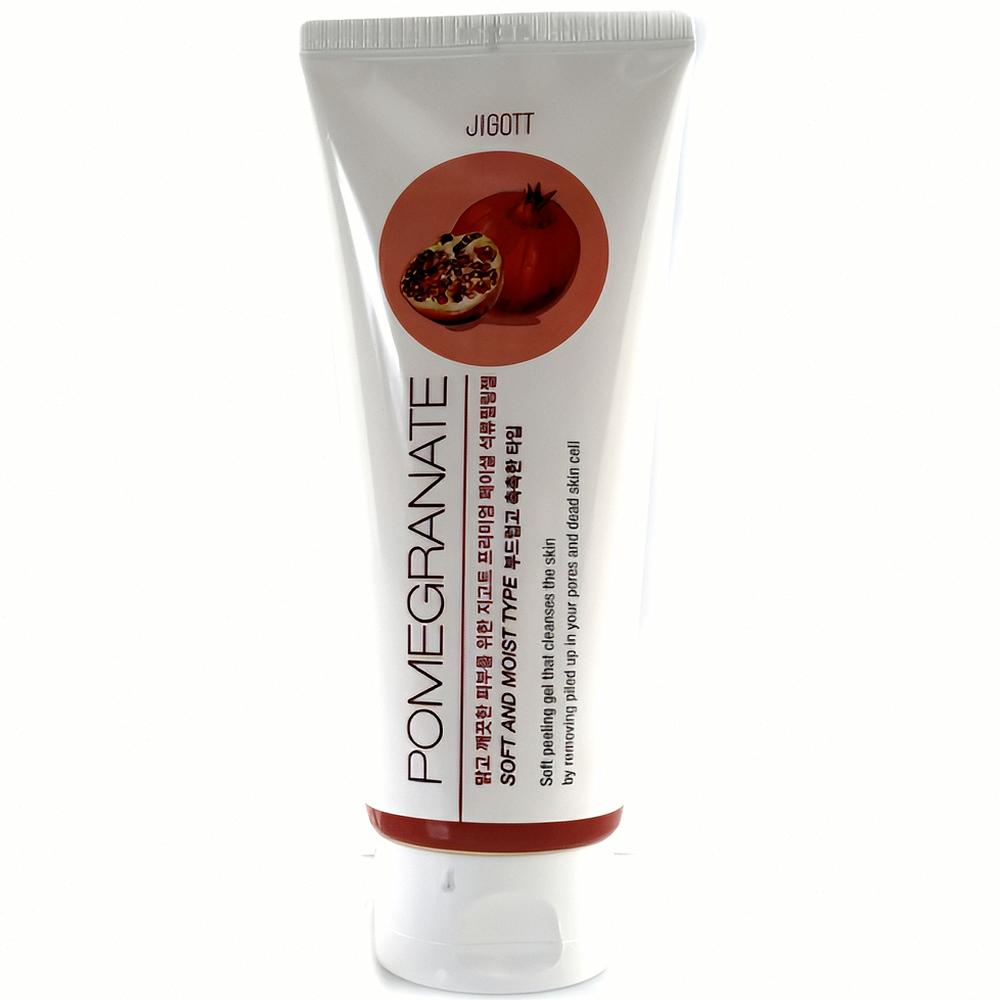 JIGOTT
POMEGRANATE
맑고 깨끗한 피부를 위한 지고트 프리미엄 페이셜 석류필링젤
SOFT AND MOIST TYPE 부드럽고 촉촉한 타입
Soft peeling gel that cleanses the skin
by removing piled up in your pores and dead skin cell